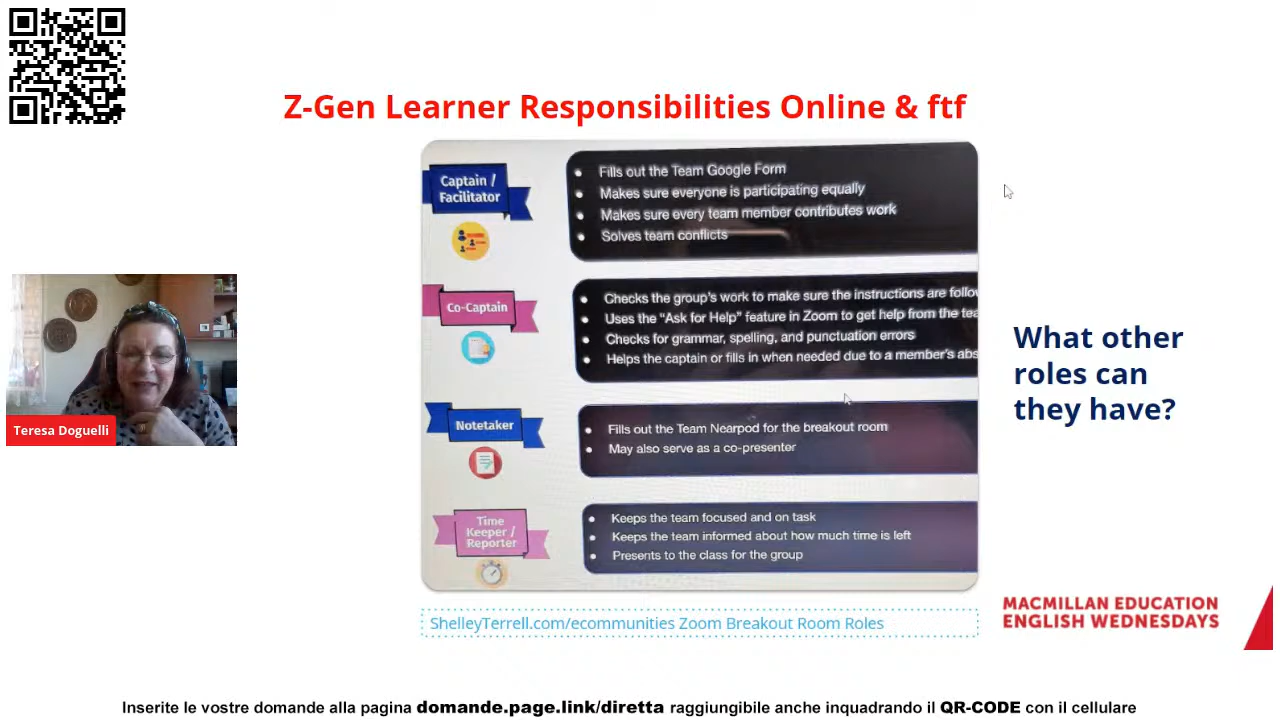 Z-Gen Learner Responsibilities Online & ftf
Captain /
Facilitator
Fills out the Team Google Form
Makes sure everyone is participating equally
Makes sure every team member contributes work
Solves team conflicts
Co-Captain
Checks the group's work to make sure the instructions are follow
Uses the "Ask for Help" feature in Zoom to get help from the tea
Checks for grammar, spelling, and punctuation errors
Helps the captain or fills in when needed due to a member's abs
Notetaker
Fills out the Team Nearpod for the breakout room
May also serve as a co-presenter
Time
Keeper /
Reporter
Keeps the team focused and on task
Keeps the team informed about how much time is left
Presents to the class for the group
What other
roles can
they have?
Teresa Doguelli
ShelleyTerrell.com/ecommunities Zoom Breakout Room Roles
MACMILLAN EDUCATION
ENGLISH WEDNESDAYS
Inserite le vostre domande alla pagina domande.page.link/diretta raggiungibile anche inquadrando il QR-CODE con il cellulare